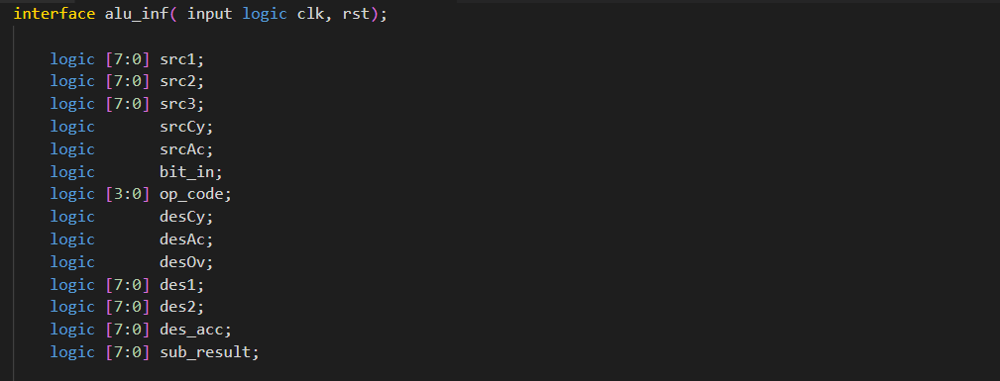 interface alu_inf( input logic clk, rst);
logic [7:0] src1;
logic [7:0] src2;
logic [7:0] src3;
logic srcCy;
logic srcAc;
logic bit_in;
logic [3:0] op_code;
logic desCy;
logic desAc;
logic desOv;
logic [7:0] des1;
logic [7:0] des2;
logic [7:0] des_acc;
logic [7:0] sub_result;